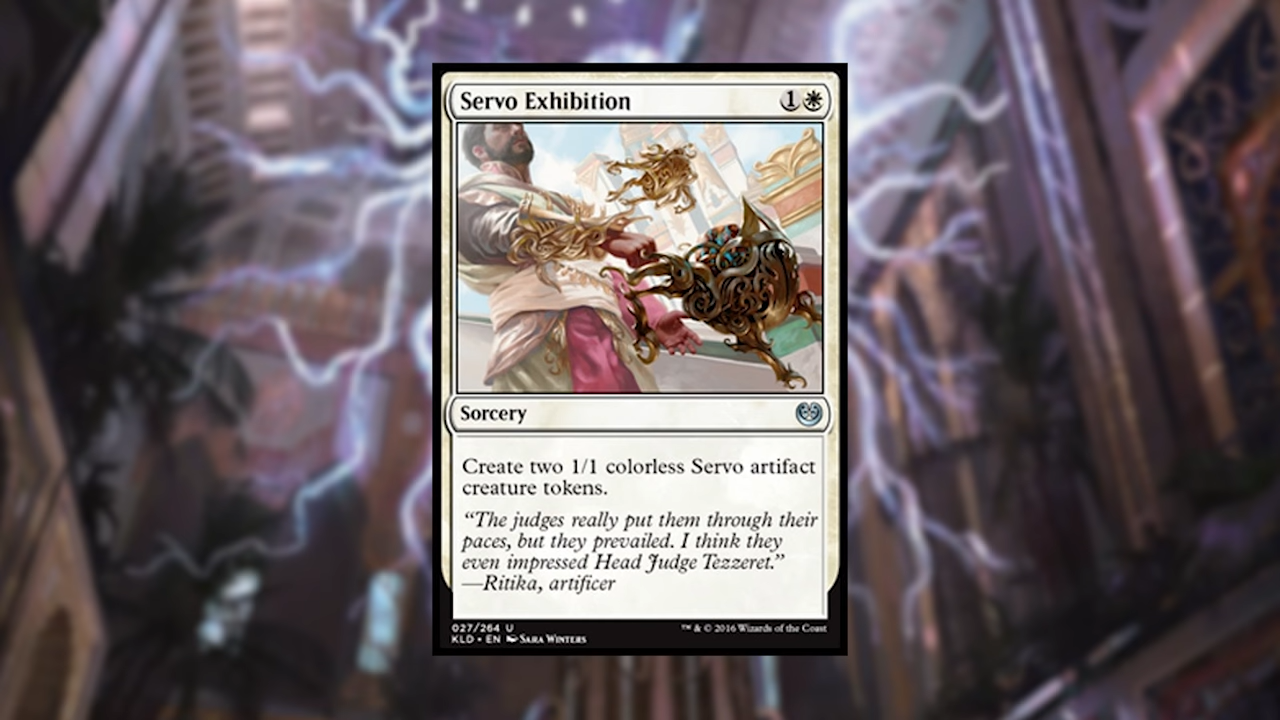 Servo Exhibition 1
Sorcery
Create two 1/1 colorless Servo artifact
creature tokens.
“The judges really put them through their
paces, but they prevailed. I think they
even impressed Head Judge Tezzeret.”
—Ritika, artificer
027/264 U ™ & © 2016 Wizards of the Coast
KLD • EN SARA WINTERS